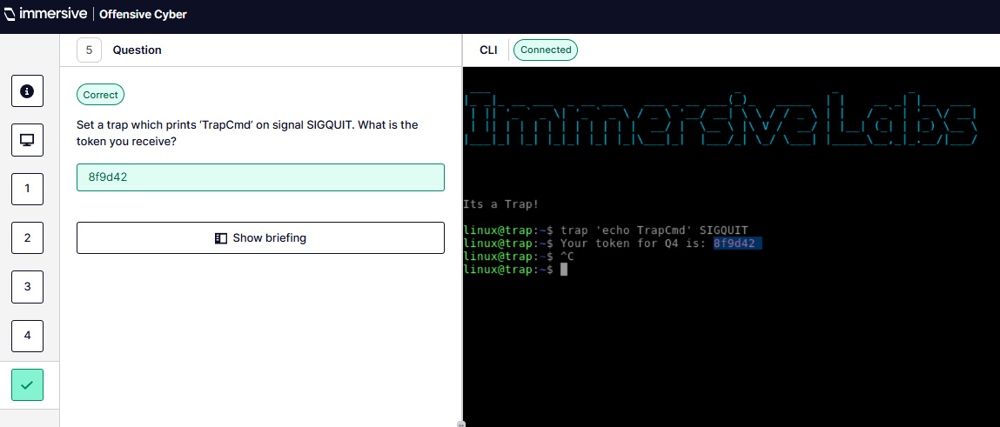 immersive | Offensive Cyber
5 Question
CLI Connected
Correct
Set a trap which prints 'TrapCmd' on signal SIGQUIT. What is the
token you receive?
8f9d42
Show briefing
1
2
3
4
ImmersiveLabs
Its a Trap!
linux@trap:~$ trap 'echo TrapCmd' SIGQUIT
linux@trap:~$ Your token for Q4 is: 8f9d42
linux@trap:~$ ^C
linux@trap:~$